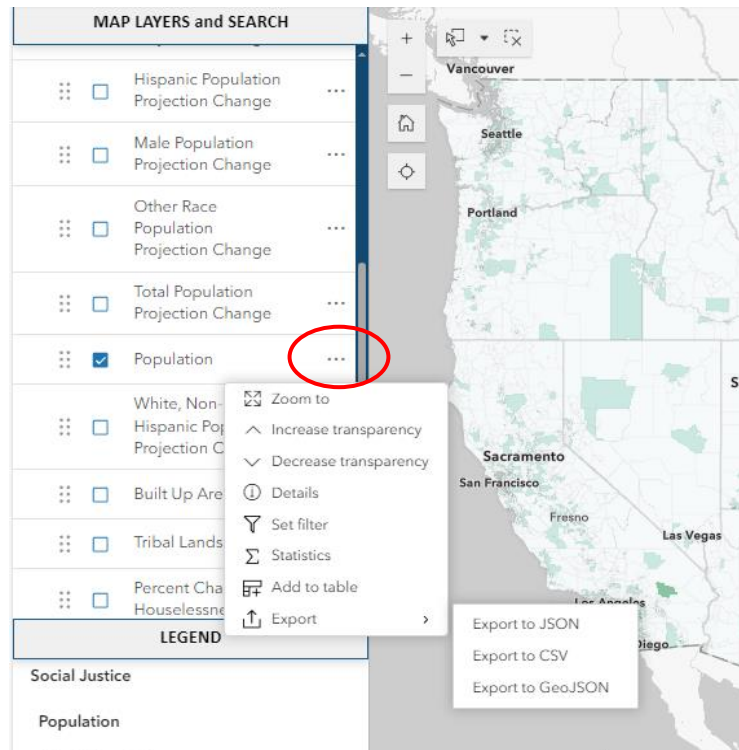 MAP LAYERS and SEARCH
Hispanic Population
Projection Change
Male Population
Projection Change
Other Race
Population
Projection Change
Total Population
Projection Change
Population
White, Non-
Hispanic Pop
Projection C
Built Up Are
Tribal Lands
Percent Cha
Houselessne
Zoom to
Increase transparency
Decrease transparency
Details
Set filter
Statistics
Add to table
Export
Export to JSON
Export to CSV
Export to GeoJSON
LEGEND
Social Justice
Population
Vancouver
Seattle
Portland
Sacramento
San Francisco
Fresno
Las Vegas
Los Angeles
Diego
S